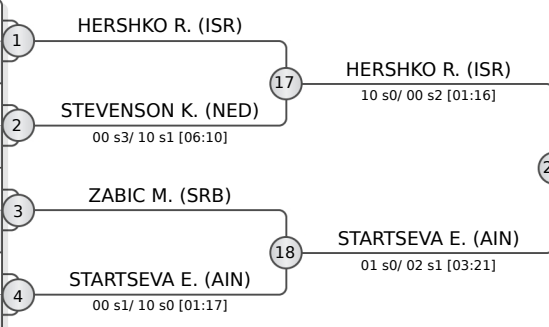 HERSHKO R. (ISR)
1
17
HERSHKO R. (ISR)
10 s0/ 00 s2 [01:16]
STEVENSON K. (NED)
2
00 s3/ 10 s1 [06:10]
ZABIC M. (SRB)
3
18
STARTSEVA E. (AIN)
01 s0/ 02 s1 [03:21]
STARTSEVA E. (AIN)
4
00 s1/ 10 s0 [01:17]